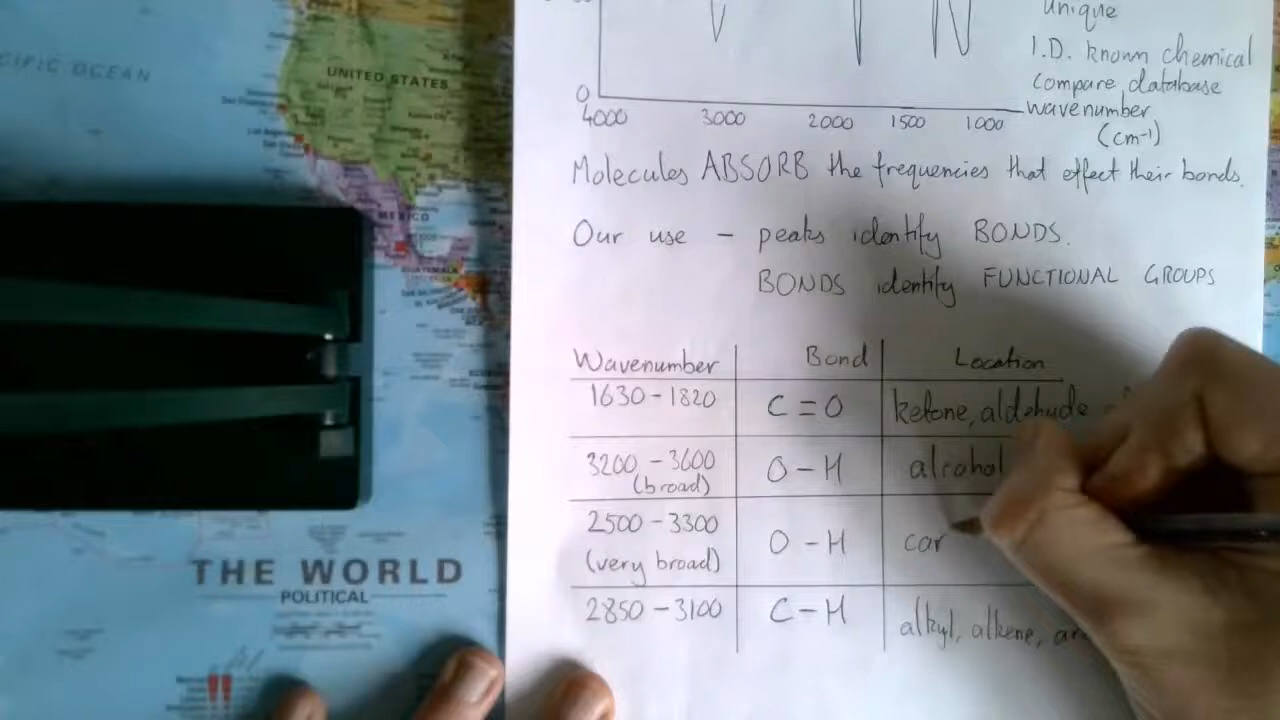 CIFIC OCEAN
UNITED STATES
MEXICO
GUATEMALA
THE WORLD
POLITICAL
unique
I.D. known chemical
compare database
0
4000 3000 2000 1500 1000
wavenumber
(cm⁻¹)
Molecules ABSORB the frequencies that effect their bonds.
Our use – peaks identify BONDS.
BONDS identify FUNCTIONAL GROUPS
Wavenumber Bond Location
1630 – 1820 C = O ketone, aldehyde
3200 – 3600 (broad) O – H alcohol
2500 – 3300 (very broad) O – H car
2850 – 3100 C – H alkyl, alkene,